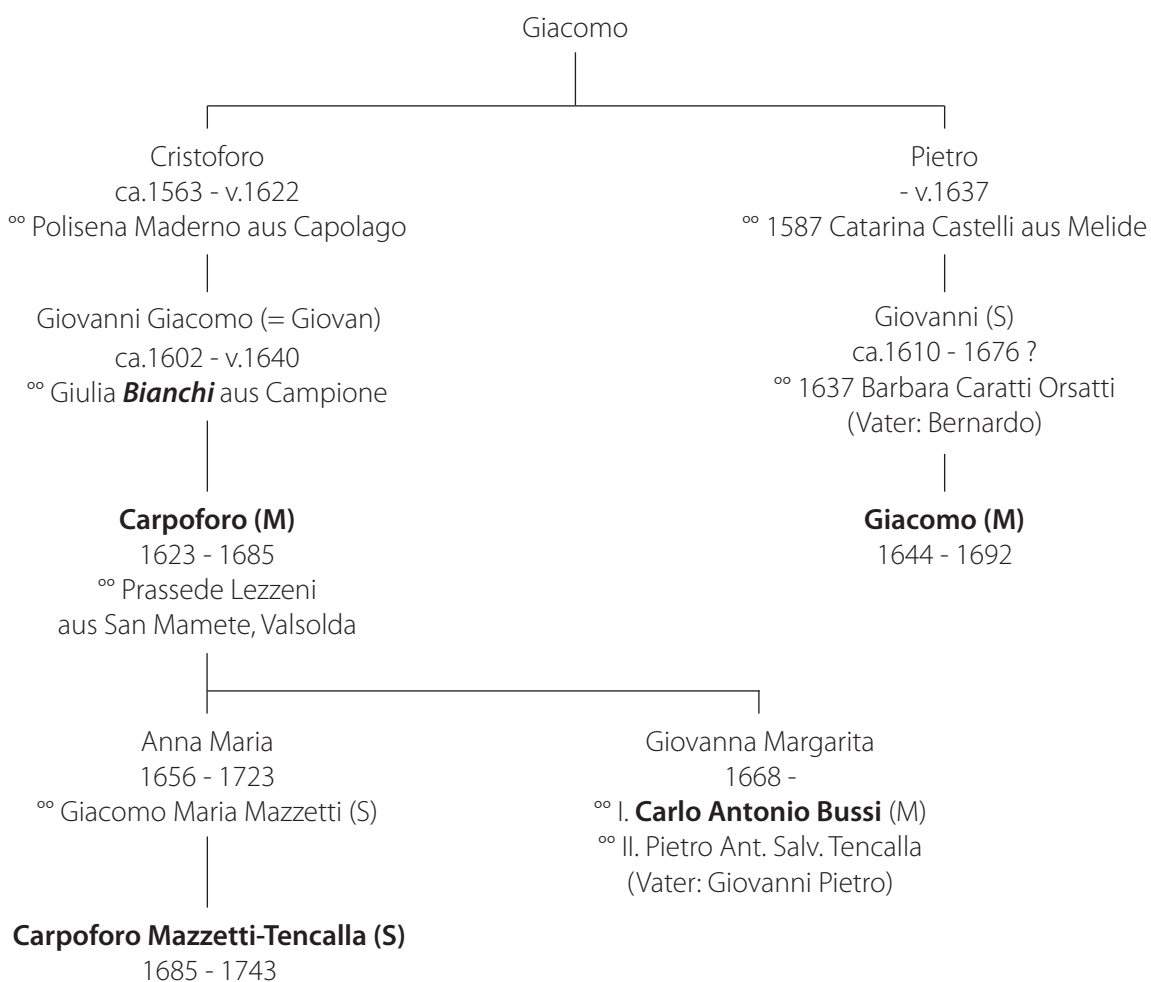 Giacomo
Cristoforo
ca.1563 - v.1622
°° Polisena Maderno aus Capolago
Pietro
- v.1637
°° 1587 Catarina Castelli aus Melide
Giovanni Giacomo (= Giovan)
ca.1602 - v.1640
°° Giulia Bianchi aus Campione
Giovanni (S)
ca.1610 - 1676 ?
°° 1637 Barbara Caratti Orsatti
(Vater: Bernardo)
Carpoforo (M)
1623 - 1685
°° Prassede Lezzeni
aus San Mamete, Valsolda
Giacomo (M)
1644 - 1692
Anna Maria
1656 - 1723
°° Giacomo Maria Mazzetti (S)
Giovanna Margarita
1668 -
°° I. Carlo Antonio Bussi (M)
°° II. Pietro Ant. Salv. Tencalla
(Vater: Giovanni Pietro)
Carpoforo Mazzetti-Tencalla (S)
1685 - 1743